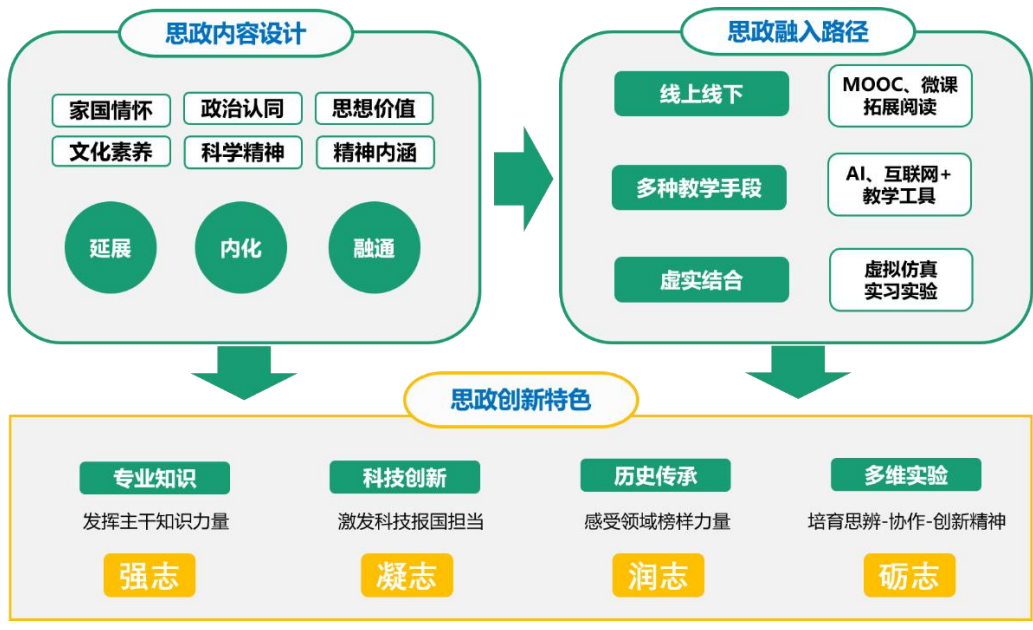 思政内容设计
家国情怀
政治认同
思想价值
文化素养
科学精神
精神内涵
延展
内化
融通
思政融入路径
线上线下
MOOC、微课
拓展阅读
多种教学手段
AI、互联网+
教学工具
虚实结合
虚拟仿真
实习实验
思政创新特色
专业知识
发挥主干知识力量
强志
科技创新
激发科技报国担当
凝志
历史传承
感受领域榜样力量
润志
多维实验
培育思辨-协作-创新精神
砺志